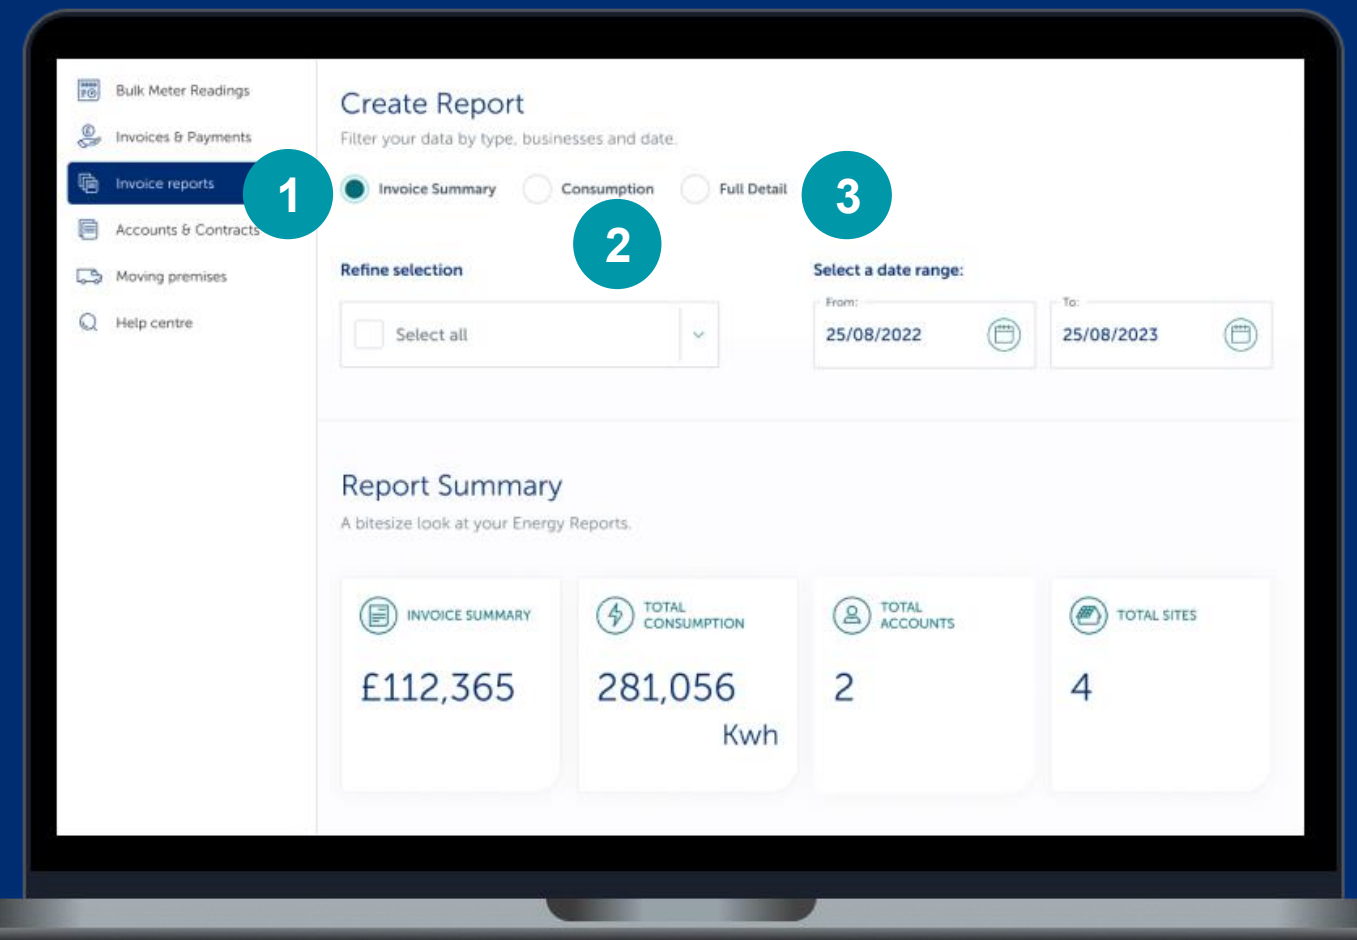 Bulk Meter Readings
Invoices & Payments
Invoice reports
Accounts & Contracts
Moving premises
Help centre
Create Report
Filter your data by type, businesses and date.
1
Invoice Summary
Consumption
Full Detail
2
3
Refine selection
Select all
Select a date range:
From:
25/08/2022
To:
25/08/2023
Report Summary
A bitesize look at your Energy Reports.
INVOICE SUMMARY
£112,365
TOTAL
CONSUMPTION
281,056
Kwh
TOTAL
ACCOUNTS
2
TOTAL SITES
4